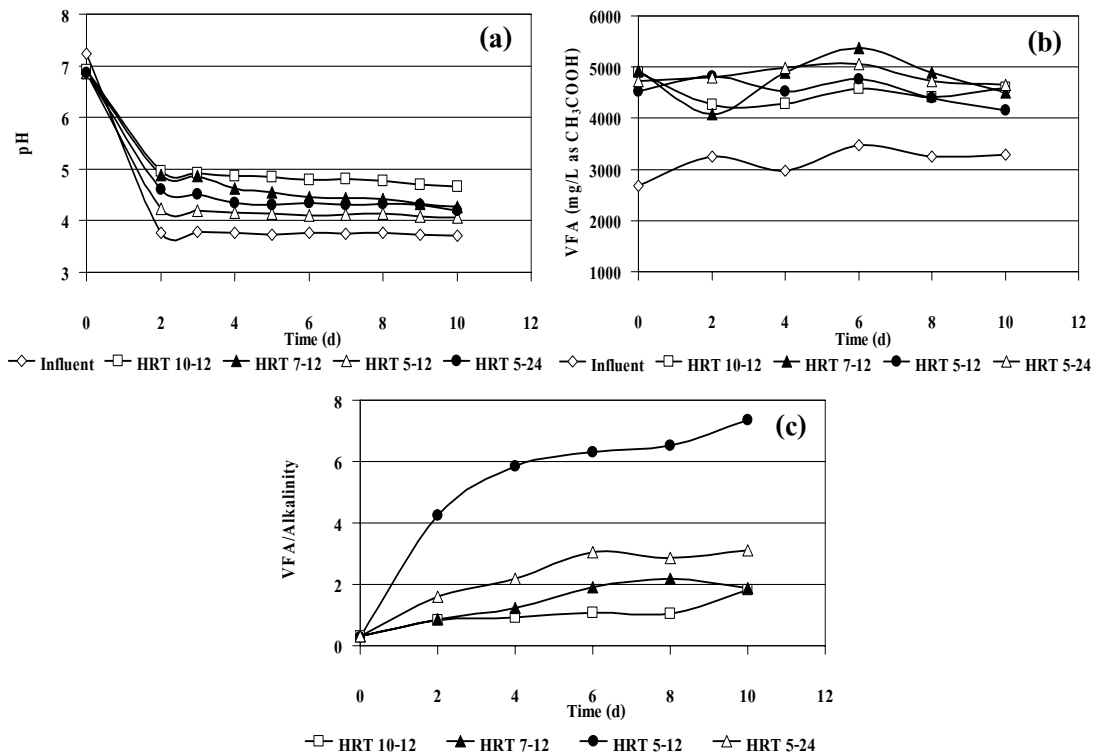 (a)
8
7
6
5
4
3
pH
0 2 4 6 8 10 12
Time (d)
Influent HRT 10-12 HRT 7-12 HRT 5-12 HRT 5-24
(b)
6000
5000
4000
3000
2000
1000
VFA (mg/L as CH₃COOH)
0 2 4 6 8 10 12
Time (d)
Influent HRT 10-12 HRT 7-12 HRT 5-12 HRT 5-24
(c)
8
6
4
2
0
VFA/Alkalinity
0 2 4 6 8 10 12
Time (d)
HRT 10-12 HRT 7-12 HRT 5-12 HRT 5-24